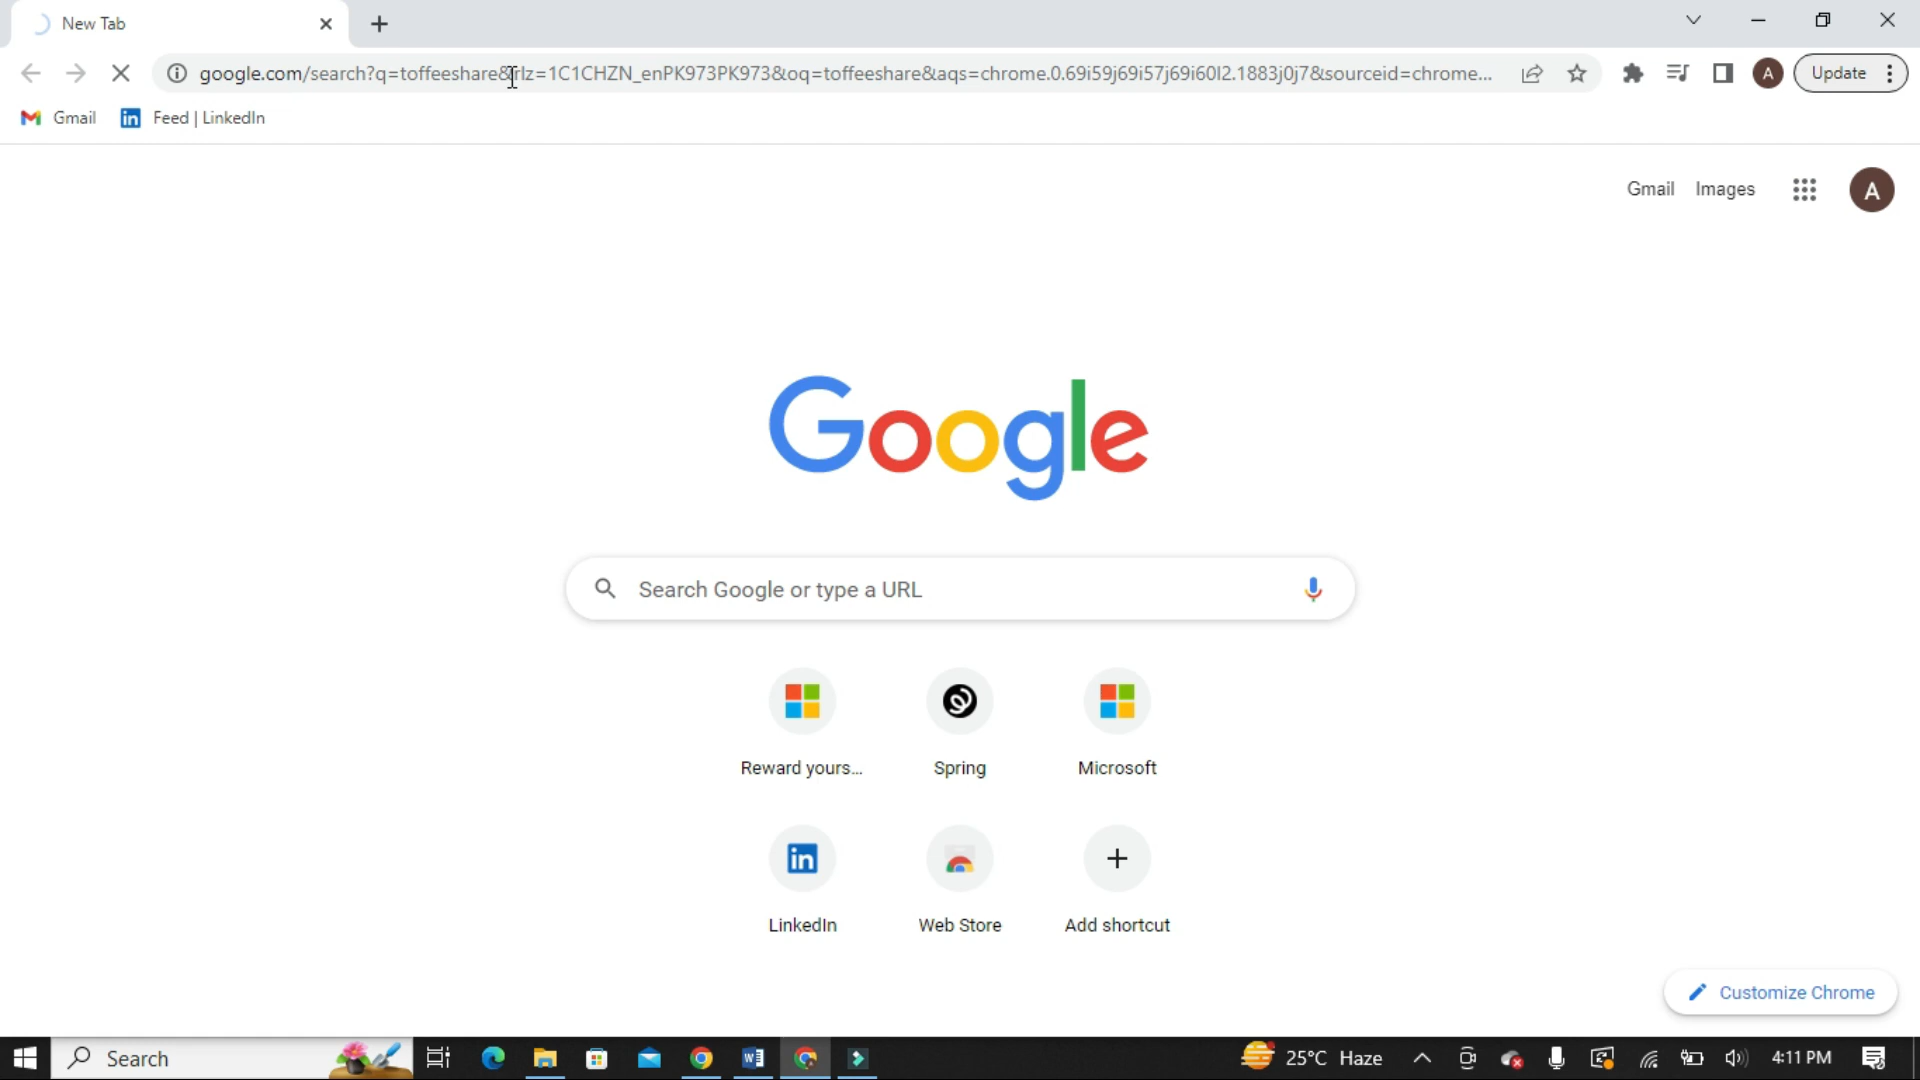 New Tab
google.com/search?q=toffeeshare&rlz=1C1CHZN_enPK973PK973&oq=toffeeshare&aqs=chrome.0.69i59j69i57j69i60l2.1883j0j7&sourceid=chrome...
A
Update
Gmail
Feed | LinkedIn
Gmail
Images
A
Google
Search Google or type a URL
Reward yours...
Spring
Microsoft
in
LinkedIn
Web Store
Add shortcut
Customize Chrome
Search
25°C Haze
4:11 PM